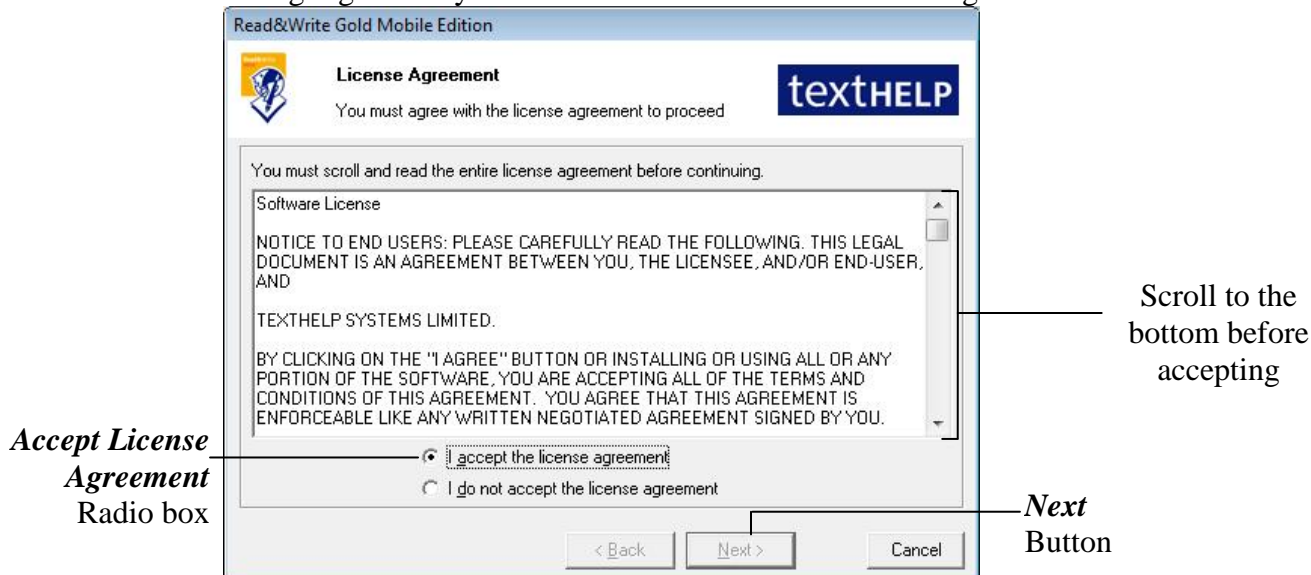 Read&Write Gold Mobile Edition
License Agreement
You must agree with the license agreement to proceed
textHELP
You must scroll and read the entire license agreement before continuing.
Software License
NOTICE TO END USERS: PLEASE CAREFULLY READ THE FOLLOWING. THIS LEGAL
DOCUMENT IS AN AGREEMENT BETWEEN YOU, THE LICENSEE, AND/OR END-USER,
AND
TEXTHELP SYSTEMS LIMITED.
BY CLICKING ON THE "I AGREE" BUTTON OR INSTALLING OR USING ALL OR ANY
PORTION OF THE SOFTWARE, YOU ARE ACCEPTING ALL OF THE TERMS AND
CONDITIONS OF THIS AGREEMENT. YOU AGREE THAT THIS AGREEMENT IS
ENFORCEABLE LIKE ANY WRITTEN NEGOTIATED AGREEMENT SIGNED BY YOU.
Scroll to the
bottom before
accepting
Accept License
Agreement
Radio box
I accept the license agreement
I do not accept the license agreement
Next
Button
< Back
Next >
Cancel